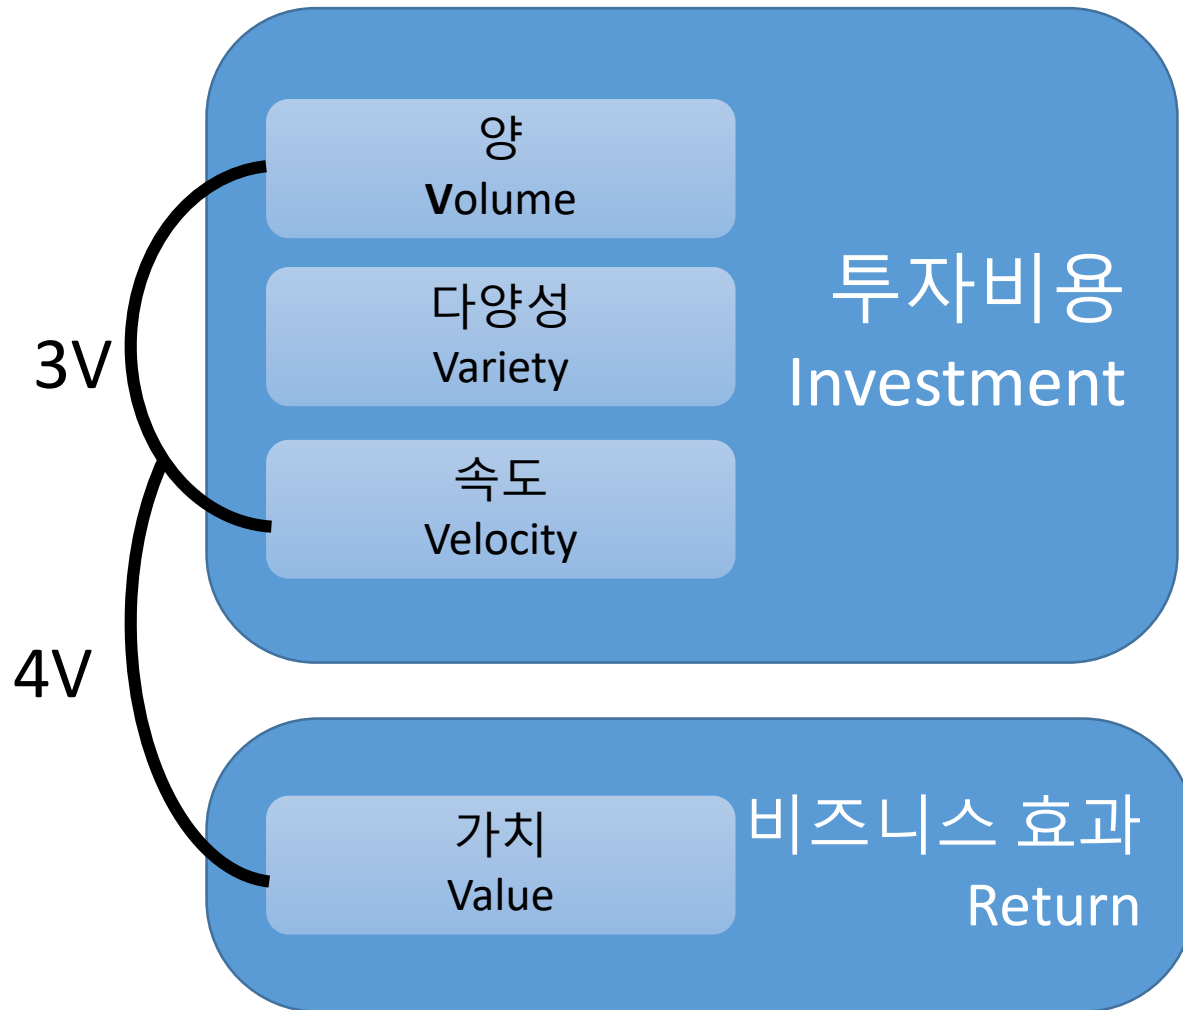 양
Volume
다양성
Variety
속도
Velocity
투자비용
Investment
3V
4V
가치
Value
비즈니스 효과
Return